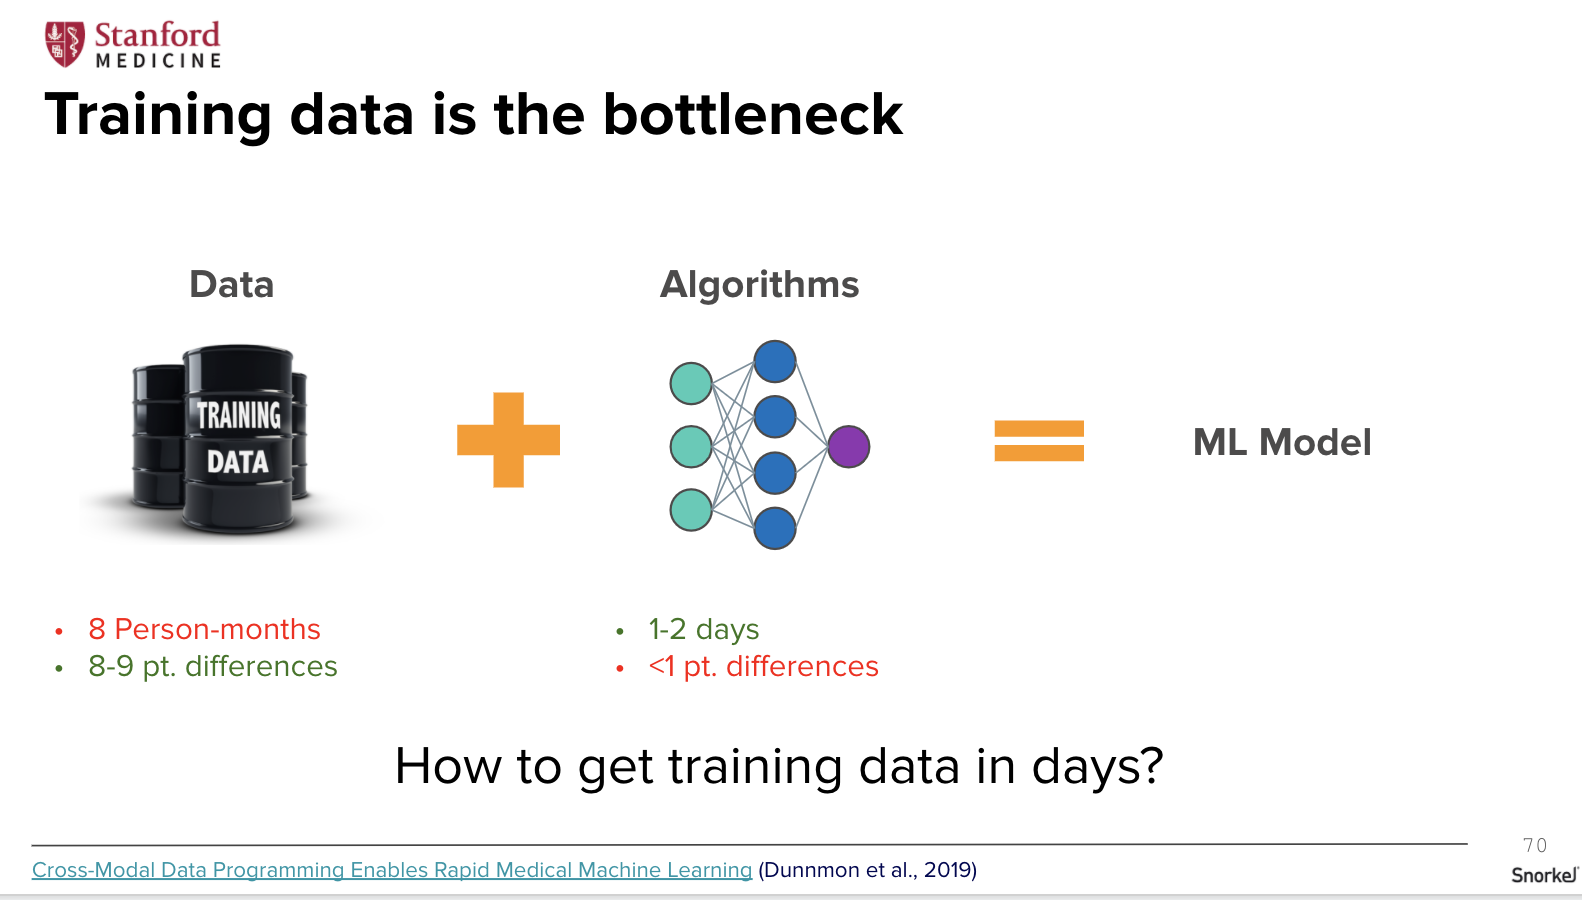 Stanford
MEDICINE
Training data is the bottleneck
Data
Algorithms
TRAINING
DATA
ML Model
• 8 Person-months
• 8-9 pt. differences
• 1-2 days
• <1 pt. differences
How to get training data in days?
70
Cross-Modal Data Programming Enables Rapid Medical Machine Learning (Dunnmon et al., 2019)
Snorkel